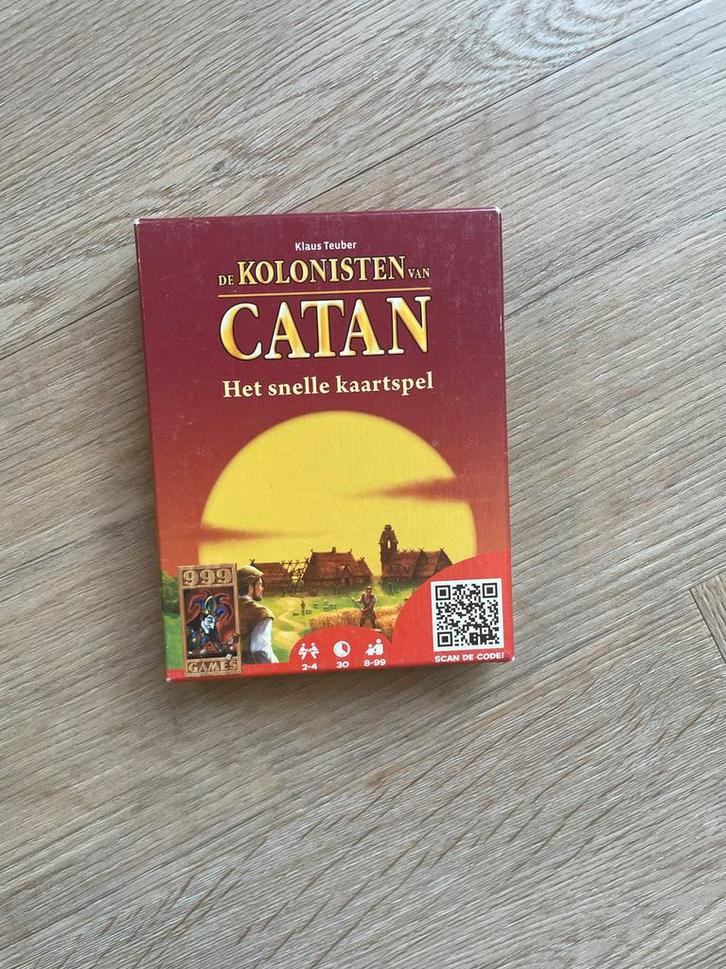 Klaus Teuber
DE KOLONISTEN VAN
CATAN
Het snelle kaartspel
999
GAMES
2-4
30
8-99
SCAN DE CODE!